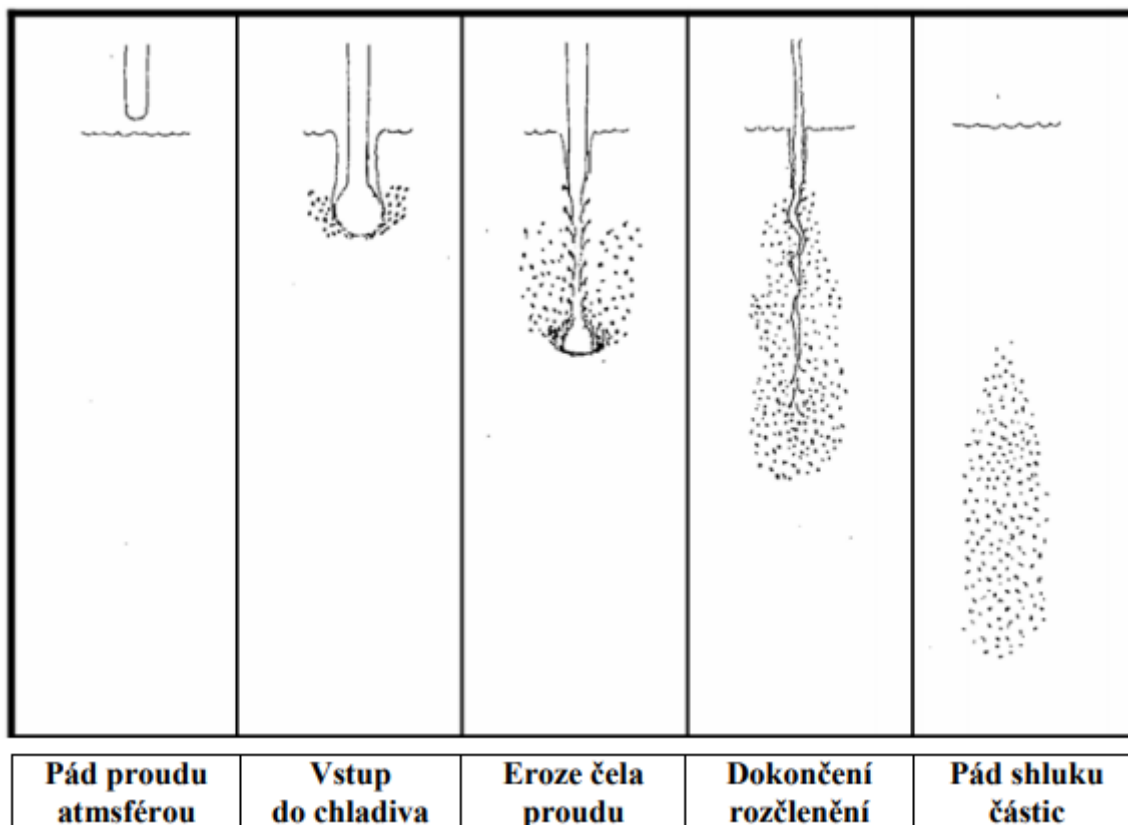 Pád proudu
atmsférou
Vstup
do chladiva
Eroze čela
proudu
Dokončení
rozčlenění
Pád shluku
částic